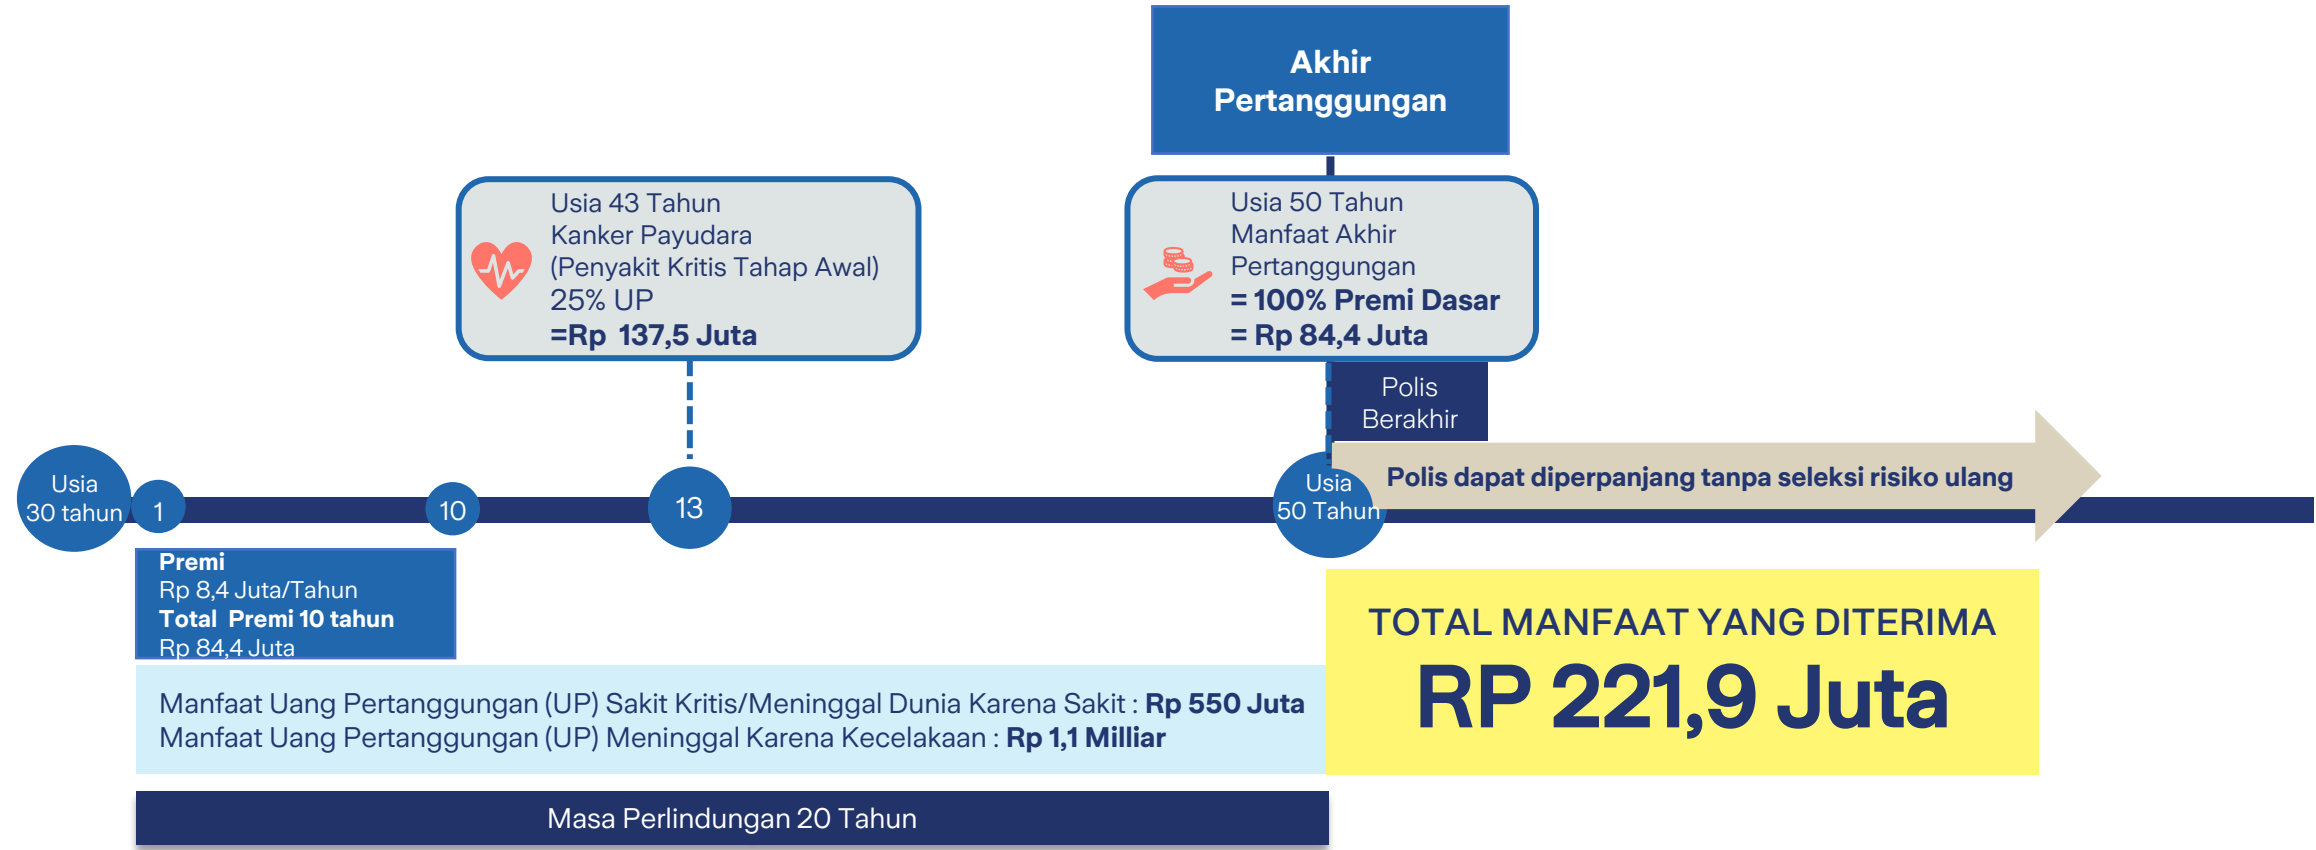 Akhir
Pertanggungan
Usia 43 Tahun
Kanker Payudara
(Penyakit Kritis Tahap Awal)
25% UP
=Rp  137,5 Juta
Usia 50 Tahun
Manfaat Akhir
Pertanggungan
= 100% Premi Dasar
= Rp 84,4 Juta
Polis
Berakhir
Usia
30 tahun
1
10
13
Usia
50 Tahun
Polis dapat diperpanjang tanpa seleksi risiko ulang
Premi
Rp 8,4 Juta/Tahun
Total  Premi 10 tahun
Rp 84,4 Juta
TOTAL MANFAAT YANG DITERIMA
RP 221,9 Juta
Manfaat Uang Pertanggungan (UP) Sakit Kritis/Meninggal Dunia Karena Sakit : Rp 550 Juta
Manfaat Uang Pertanggungan (UP) Meninggal Karena Kecelakaan : Rp 1,1 Milliar
Masa Perlindungan 20 Tahun